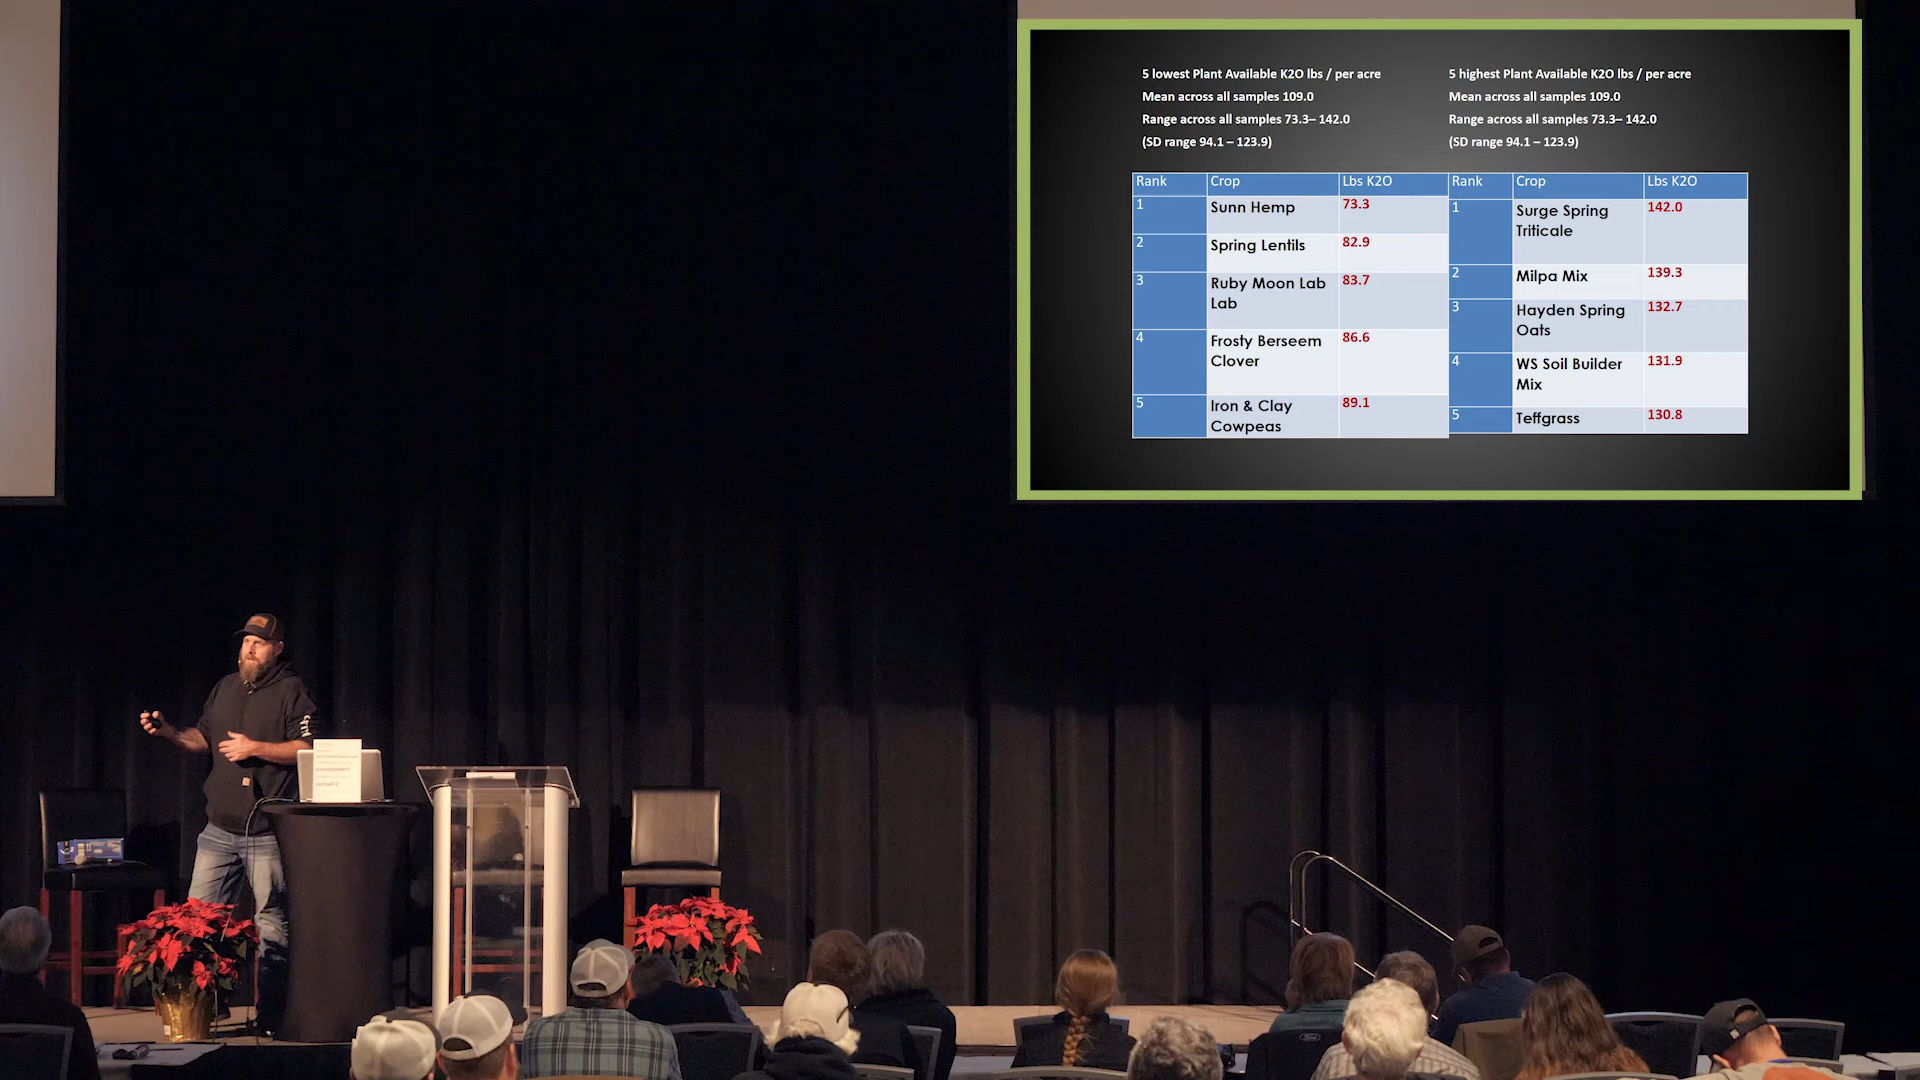 5 lowest Plant Available K2O lbs / per acre
Mean across all samples 109.0
Range across all samples 73.3– 142.0
(SD range 94.1 – 123.9)
5 highest Plant Available K2O lbs / per acre
Mean across all samples 109.0
Range across all samples 73.3– 142.0
(SD range 94.1 – 123.9)
Rank Crop Lbs K2O
1 Sunn Hemp 73.3
2 Spring Lentils 82.9
3 Ruby Moon Lab 83.7
Lab
4 Frosty Berseem 86.6
Clover
5 Iron & Clay 89.1
Cowpeas
Rank Crop Lbs K2O
1 Surge Spring 142.0
Triticale
2 Milpa Mix 139.3
3 Hayden Spring 132.7
Oats
4 WS Soil Builder 131.9
Mix
5 Teffgrass 130.8